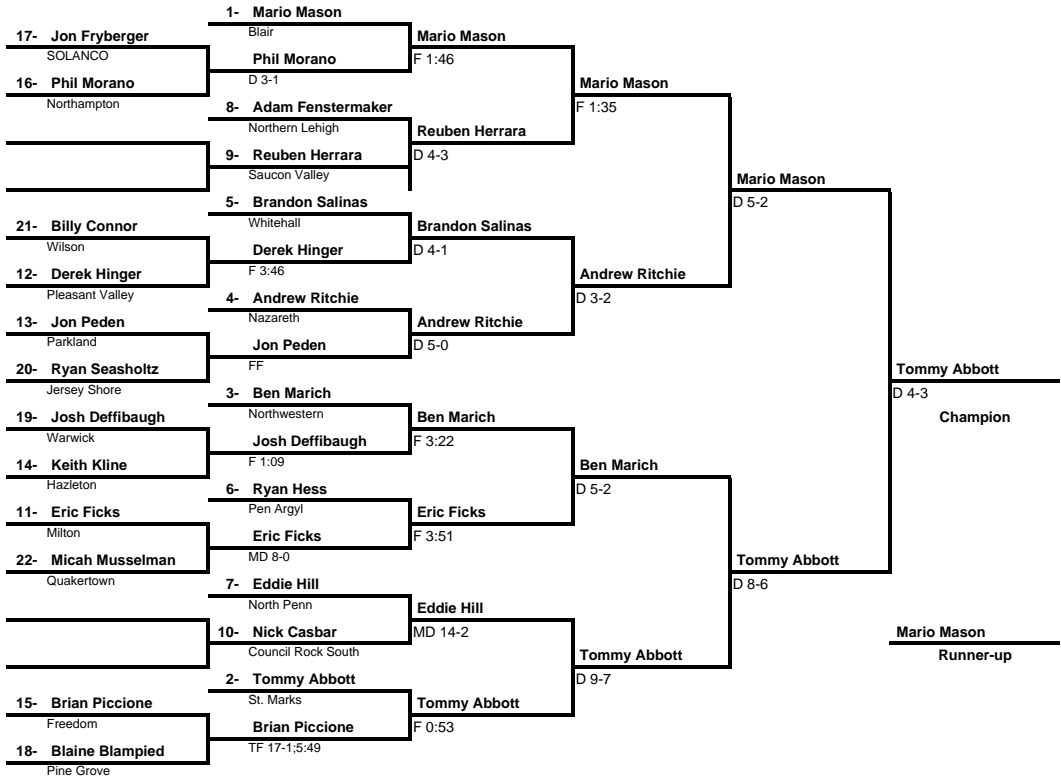 1- Mario Mason
Blair
17- Jon Fryberger
SOLANCO
Mario Mason
F 1:46
Phil Morano
D 3-1
16- Phil Morano
Northampton
Mario Mason
F 1:35
8- Adam Fenstermaker
Northern Lehigh
Reuben Herrara
D 4-3
9- Reuben Herrara
Saucon Valley
Mario Mason
D 5-2
5- Brandon Salinas
Whitehall
21- Billy Connor
Wilson
Brandon Salinas
D 4-1
Derek Hinger
F 3:46
12- Derek Hinger
Pleasant Valley
Andrew Ritchie
D 3-2
4- Andrew Ritchie
Nazareth
13- Jon Peden
Parkland
Andrew Ritchie
D 5-0
Jon Peden
FF
20- Ryan Seasholtz
Jersey Shore
Tommy Abbott
D 4-3
Champion
3- Ben Marich
Northwestern
19- Josh Deffibaugh
Warwick
Ben Marich
F 3:22
Josh Deffibaugh
F 1:09
14- Keith Kline
Hazleton
Ben Marich
D 5-2
6- Ryan Hess
Pen Argyl
11- Eric Ficks
Milton
Eric Ficks
F 3:51
Eric Ficks
MD 8-0
22- Micah Musselman
Quakertown
Tommy Abbott
D 8-6
7- Eddie Hill
North Penn
Eddie Hill
MD 14-2
10- Nick Casbar
Council Rock South
Mario Mason
Runner-up
Tommy Abbott
D 9-7
2- Tommy Abbott
St. Marks
15- Brian Piccione
Freedom
Tommy Abbott
F 0:53
Brian Piccione
TF 17-1;5:49
18- Blaine Blampied
Pine Grove